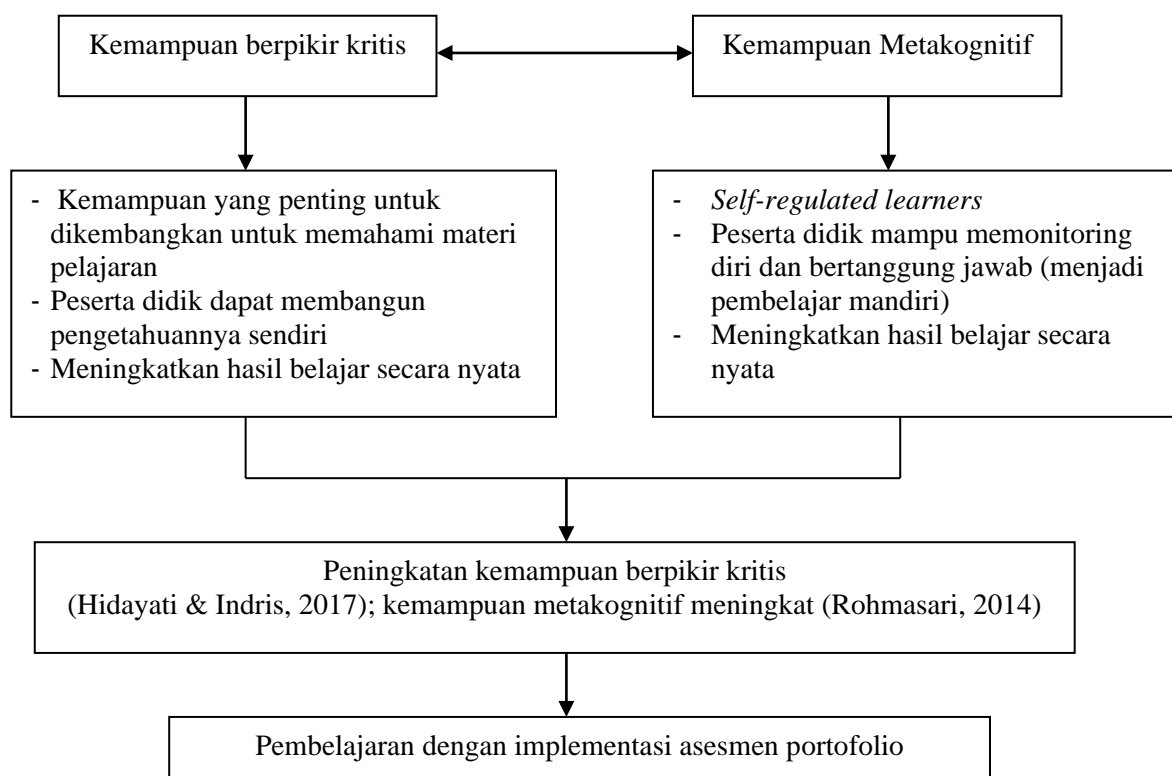 Kemampuan berpikir kritis
Kemampuan Metakognitif
- Kemampuan yang penting untuk
dikembangkan untuk memahami materi
pelajaran
- Peserta didik dapat membangun
pengetahuannya sendiri
- Meningkatkan hasil belajar secara nyata
- Self-regulated learners
- Peserta didik mampu memonitoring
diri dan bertanggung jawab (menjadi
pembelajar mandiri)
- Meningkatkan hasil belajar secara
nyata
Peningkatan kemampuan berpikir kritis
(Hidayati & Indris, 2017); kemampuan metakognitif meningkat (Rohmasari, 2014)
Pembelajaran dengan implementasi asesmen portofolio